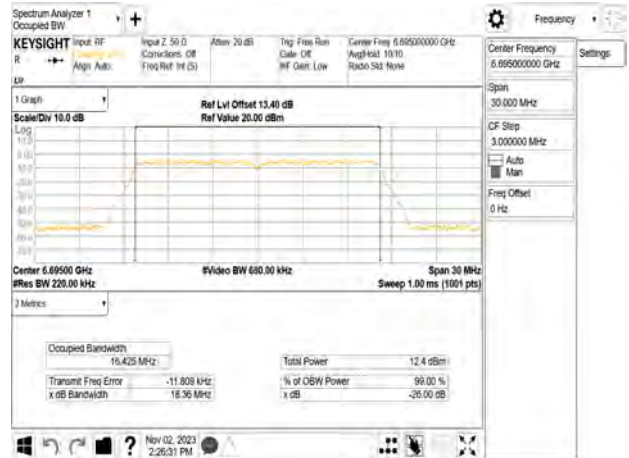 Spectrum Analyzer 1
Occupied BW
+
Frequency
KEYSIGHT
R
Input: RF
Align: Auto
Input Z: 50 Ω
Corrections: Off
Freq Ref: Int (S)
Atten: 20 dB
Trig: Free Run
Gate: Off
#IF Gain: Low
Center Freq: 6.695000000 GHz
Avg|Hold: 10/10
Radio Std: None
Center Frequency
6.695000000 GHz
Settings
Span
30.000 MHz
CF Step
3.000000 MHz
Auto
Man
Freq Offset
0 Hz
1 Graph
Scale/Div 10.0 dB
Ref Lvl Offset 13.40 dB
Ref Value 20.00 dBm
Log
Center 6.69500 GHz
#Res BW 220.00 kHz
#Video BW 680.00 kHz
Span 30 MHz
Sweep 1.00 ms (1001 pts)
2 Metrics
Occupied Bandwidth
16.425 MHz
Total Power
12.4 dBm
Transmit Freq Error
-11.809 kHz
% of OBW Power
99.00 %
x dB Bandwidth
18.36 MHz
x dB
-26.00 dB
?
Nov 02, 2023
2:26:31 PM